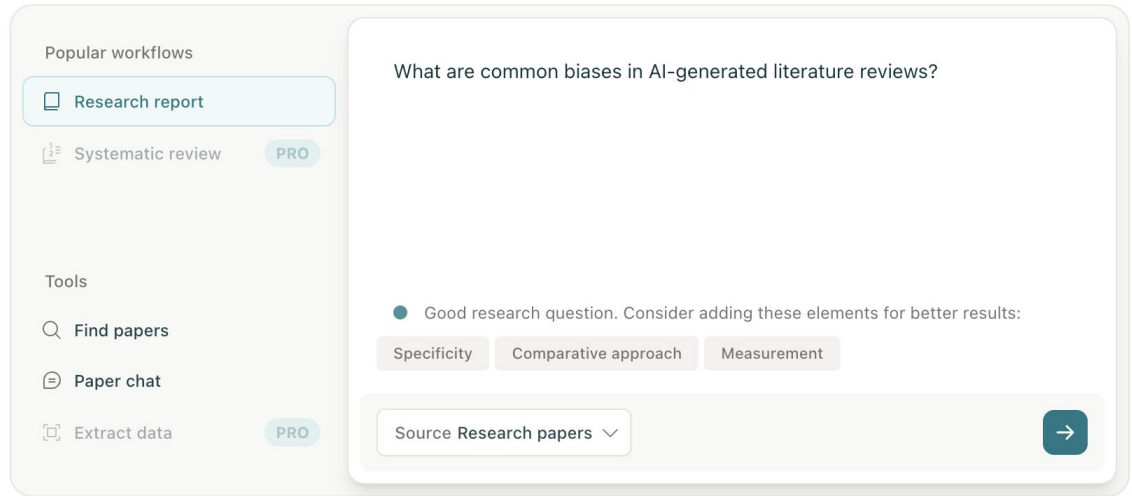 Popular workflows
Research report
Systematic review PRO
Tools
Find papers
Paper chat
Extract data PRO
What are common biases in AI-generated literature reviews?
Good research question. Consider adding these elements for better results:
Specificity Comparative approach Measurement
Source Research papers